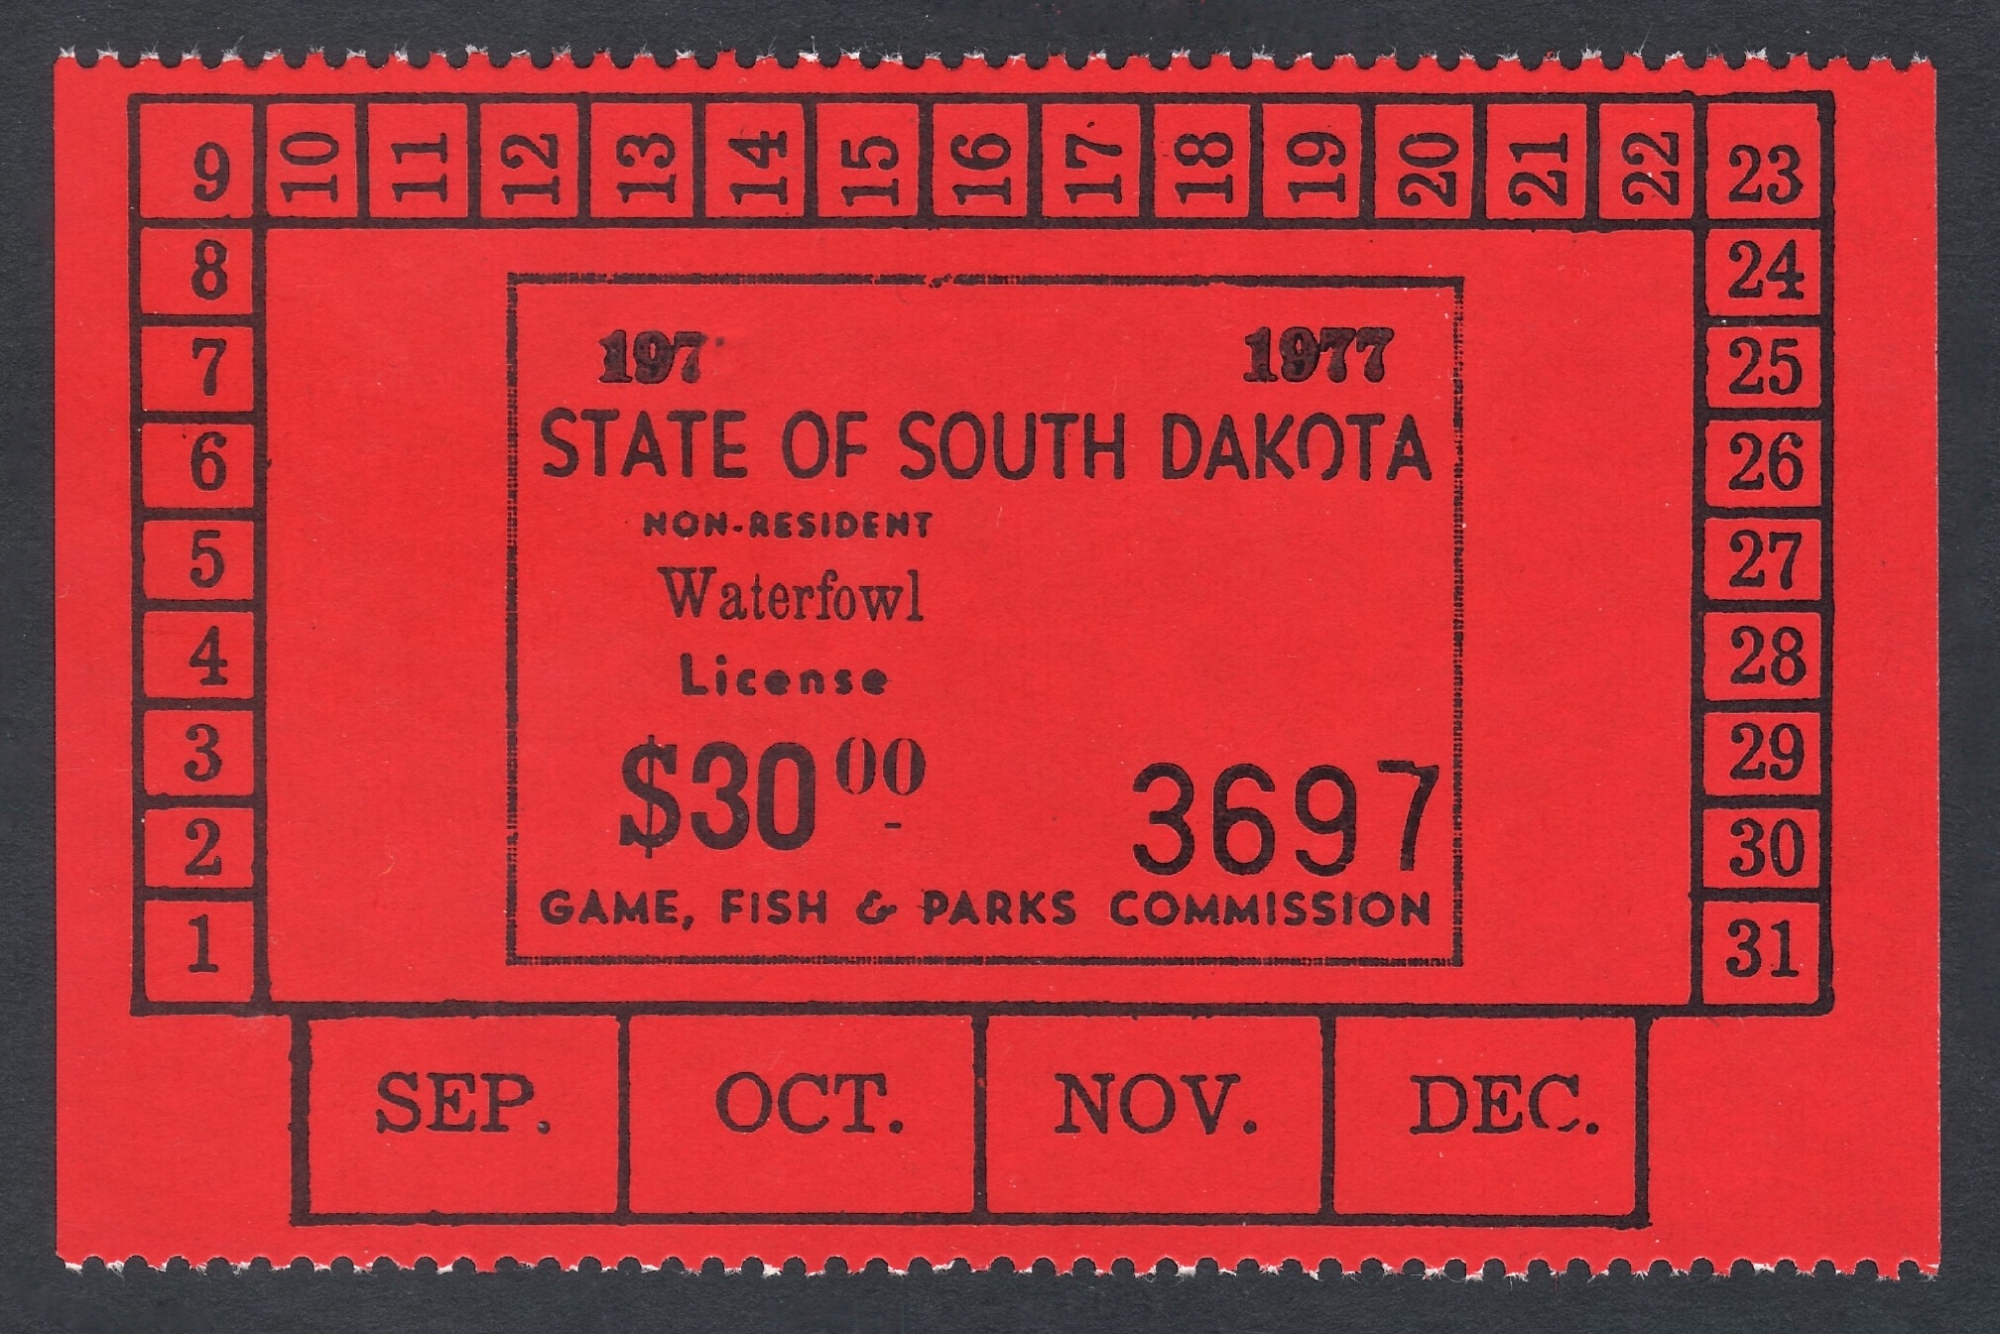 9 10 11 12 13 14 15 16 17 18 19 20 21 22 23
8 24
7 25
6 26
5 27
4 28
3 29
2 30
1 31
197 1977
STATE OF SOUTH DAKOTA
NON-RESIDENT
Waterfowl
License
$30 00 3697
GAME, FISH & PARKS COMMISSION
SEP. OCT. NOV. DEC.